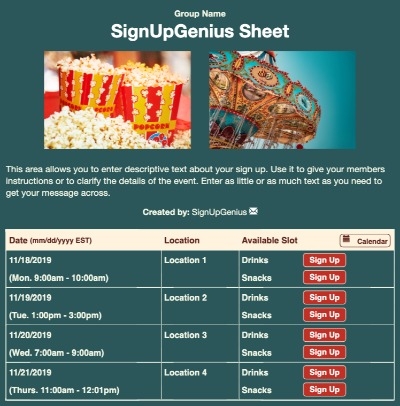 Group Name
SignUpGenius Sheet
POPCORN
POPCORN
This area allows you to enter descriptive text about your sign up. Use it to give your members
instructions or to clarify the details of the event. Enter as little or as much text as you need to
get your message across.
Created by: SignUpGenius
Date (mm/dd/yyyy EST) Location Available Slot Calendar
11/18/2019 Location 1 Drinks Sign Up
(Mon. 9:00am - 10:00am) Snacks Sign Up
11/19/2019 Location 2 Drinks Sign Up
(Tue. 1:00pm - 3:00pm) Snacks Sign Up
11/20/2019 Location 3 Drinks Sign Up
(Wed. 7:00am - 9:00am) Snacks Sign Up
11/21/2019 Location 4 Drinks Sign Up
(Thurs. 11:00am - 12:01pm) Snacks Sign Up